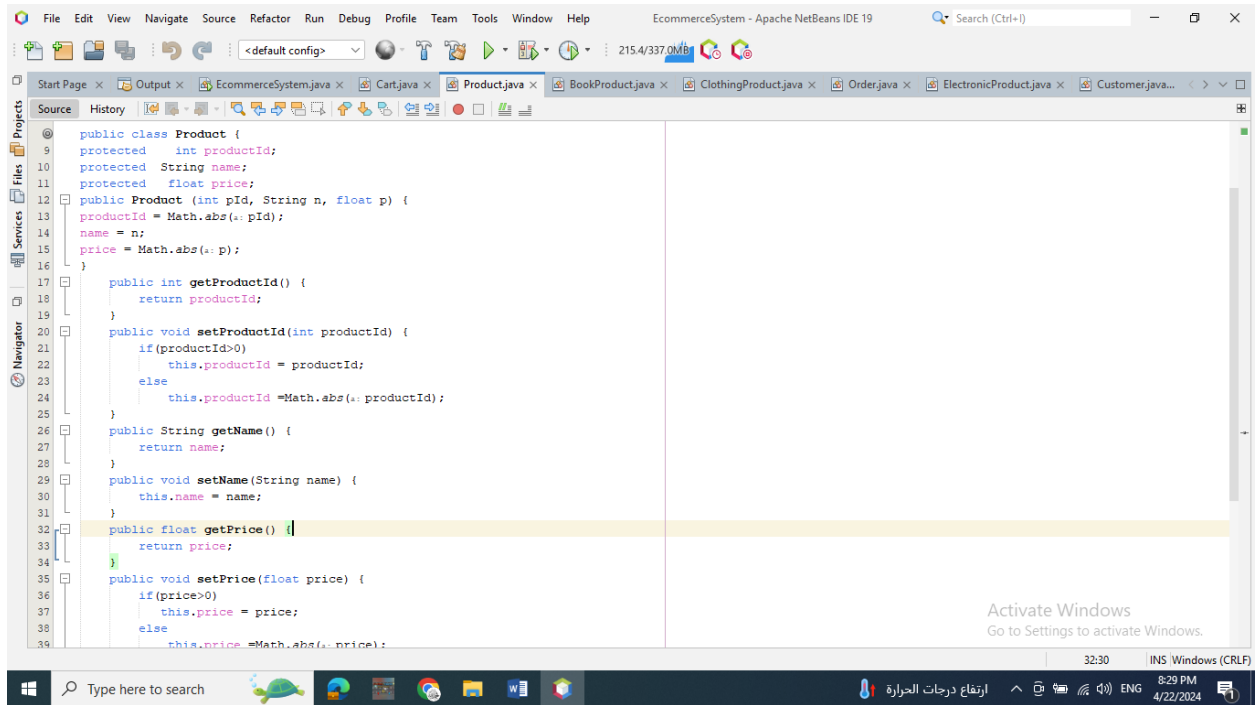 File Edit View Navigate Source Refactor Run Debug Profile Team Tools Window Help EcommerceSystem - Apache NetBeans IDE 19 Search (Ctrl+I)
<default config> 215.4/337.0MB
Start Page Output EcommerceSystem.java Cart.java Product.java BookProduct.java ClothingProduct.java Order.java ElectronicProduct.java Customer.java...
Source History
Projects
Files
Services
Navigator
public class Product {
9 protected int productId;
10 protected String name;
11 protected float price;
12 public Product (int pId, String n, float p) {
13 productId = Math.abs(a: pId);
14 name = n;
15 price = Math.abs(a: p);
16 }
17 public int getProductId() {
18 return productId;
19 }
20 public void setProductId(int productId) {
21 if(productId>0)
22 this.productId = productId;
23 else
24 this.productId =Math.abs(a: productId);
25 }
26 public String getName() {
27 return name;
28 }
29 public void setName(String name) {
30 this.name = name;
31 }
32 public float getPrice() {
33 return price;
34 }
35 public void setPrice(float price) {
36 if(price>0)
37 this.price = price;
38 else
39 this.price =Math.abs(a: price);
Activate Windows
Go to Settings to activate Windows.
32:30 INS Windows (CRLF)
Type here to search ارتفاع درجات الحرارة ENG 8:29 PM
4/22/2024
1